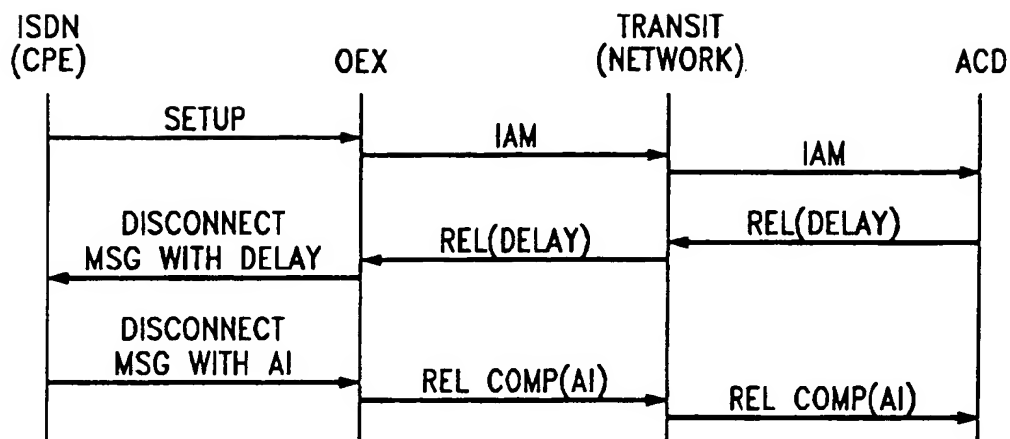 ISDN
(CPE)
OEX
TRANSIT
(NETWORK)
ACD
SETUP
IAM
IAM
DISCONNECT
MSG WITH DELAY
REL(DELAY)
REL(DELAY)
DISCONNECT
MSG WITH AI
REL COMP(AI)
REL COMP(AI)